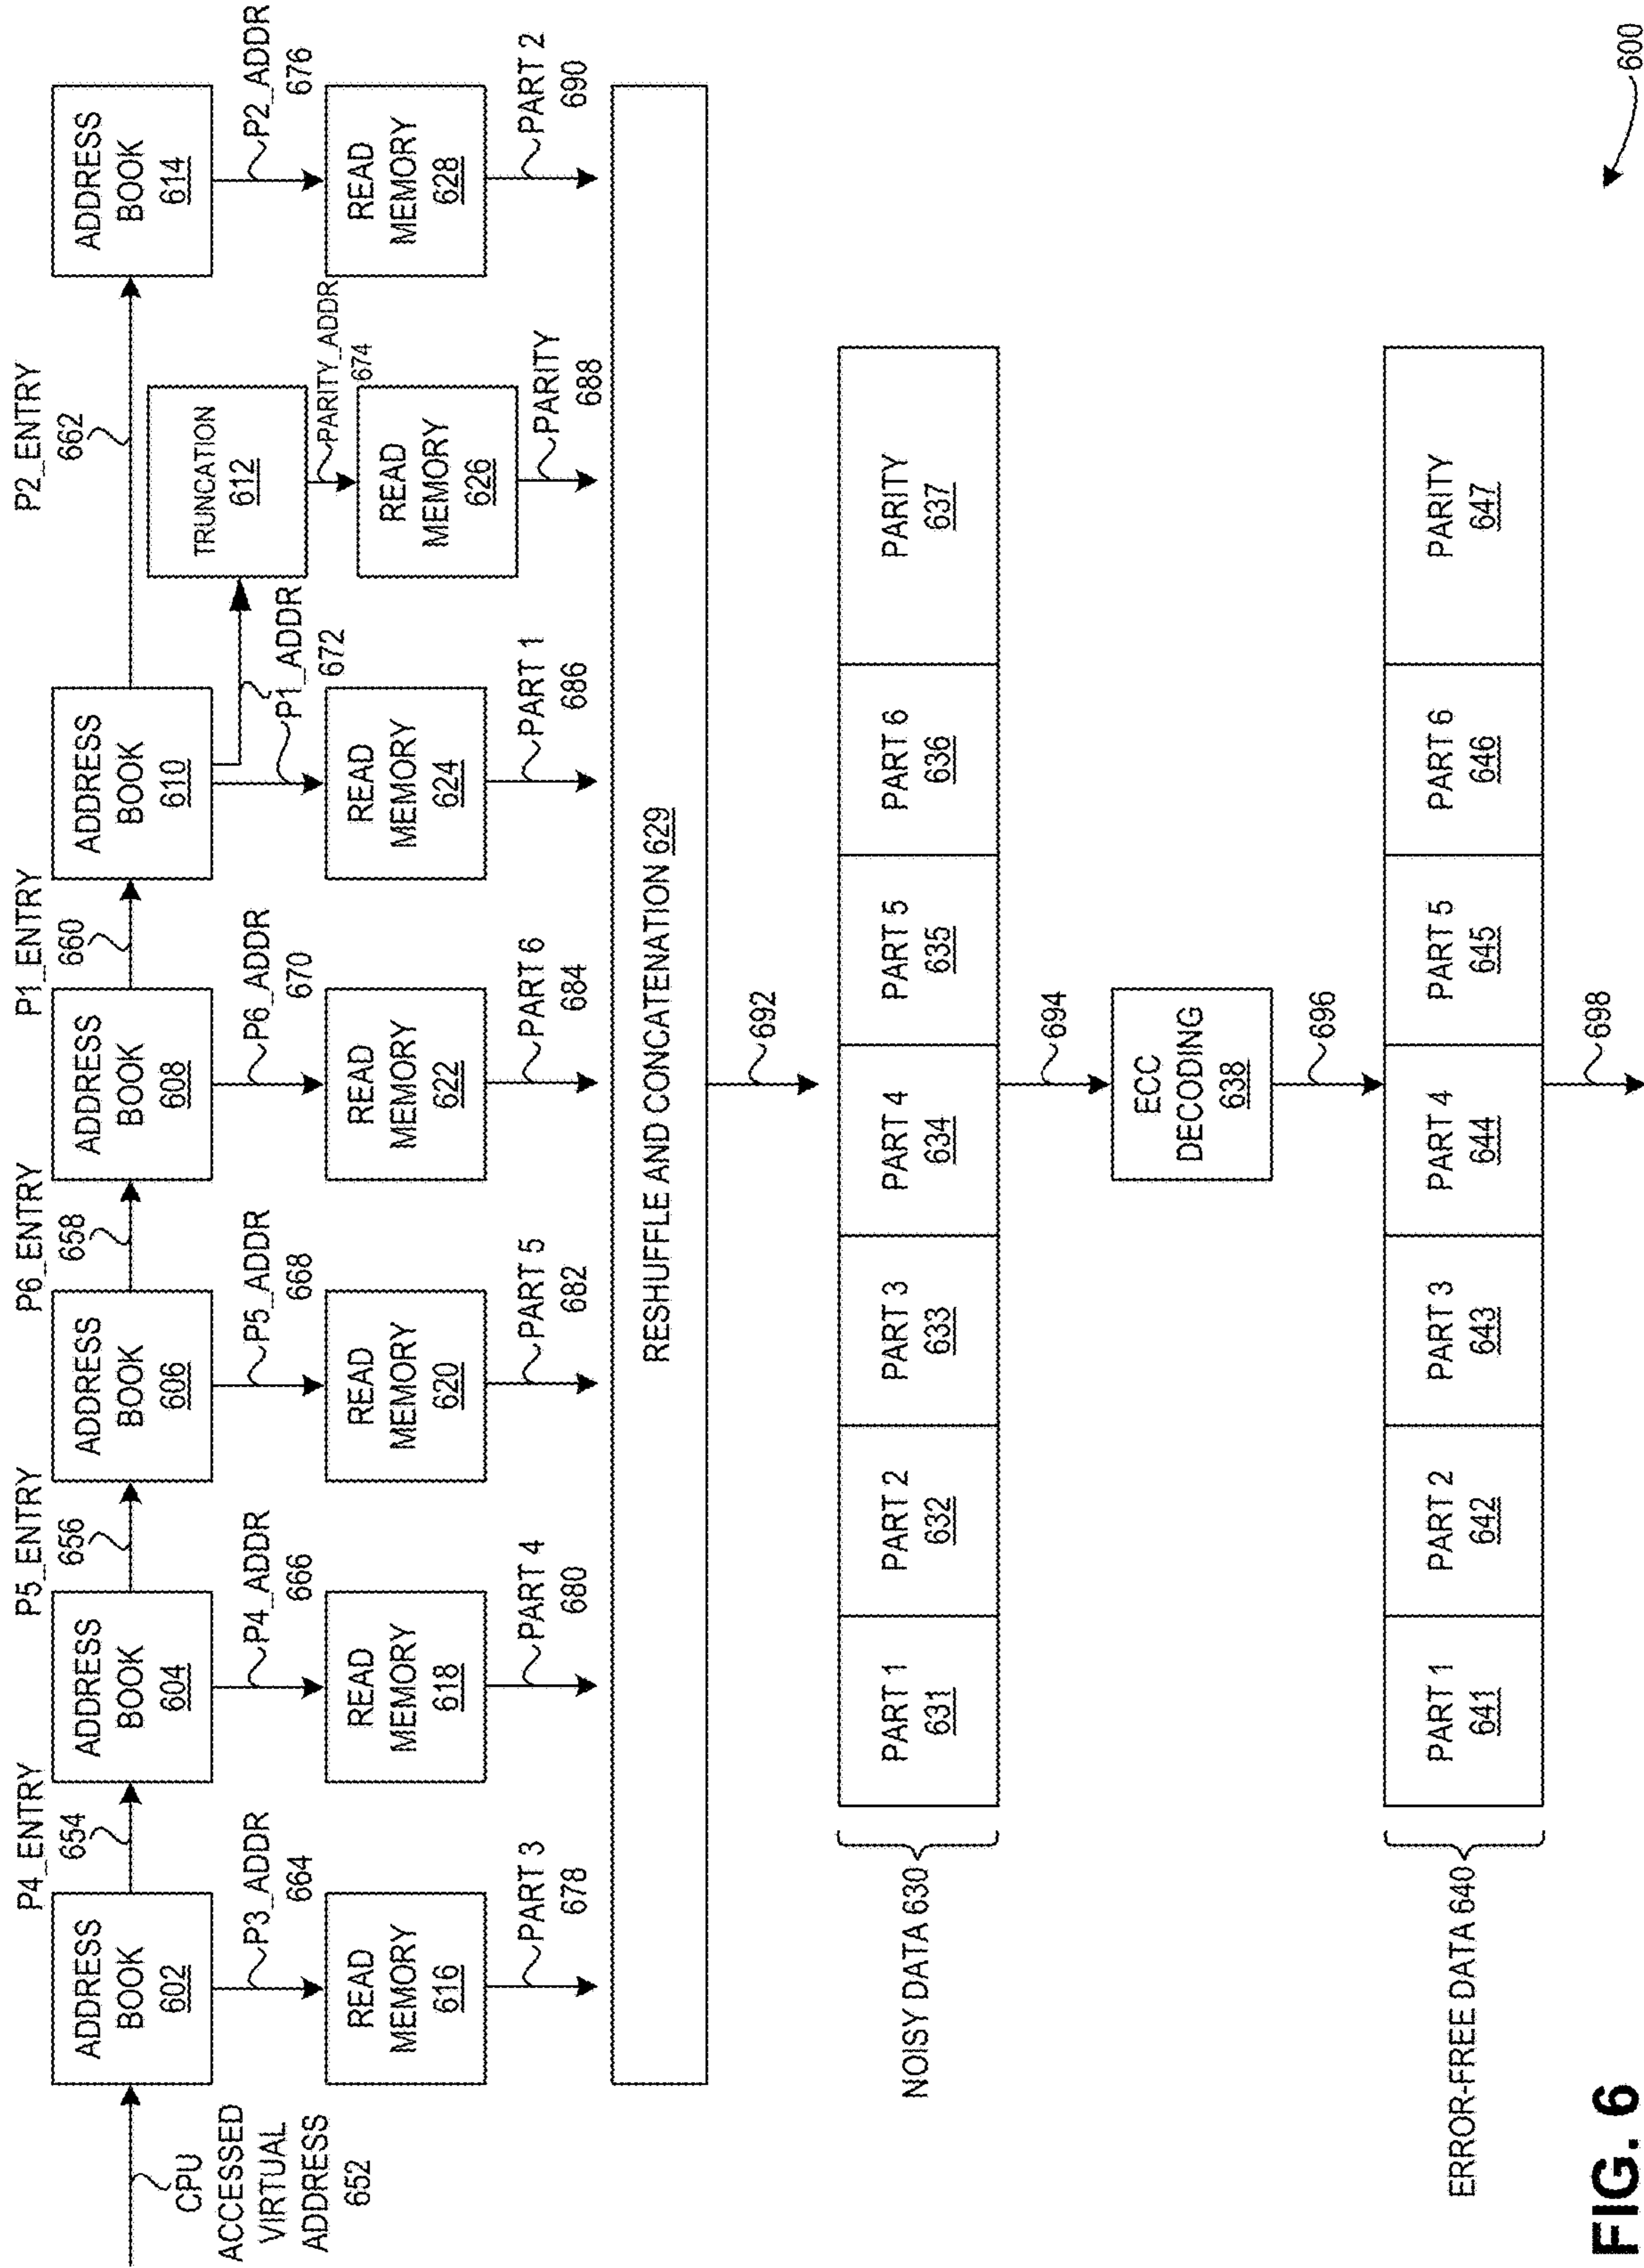 P4_ENTRY
654
P5_ENTRY
656
P6_ENTRY
658
P1_ENTRY
660
P2_ENTRY
662
CPU
ACCESSED
VIRTUAL
ADDRESS
652
ADDRESS
BOOK
602
ADDRESS
BOOK
604
ADDRESS
BOOK
606
ADDRESS
BOOK
608
ADDRESS
BOOK
610
TRUNCATION
612
ADDRESS
BOOK
614
P3_ADDR
664
P4_ADDR
666
P5_ADDR
668
P6_ADDR
670
P1_ADDR
672
PARITY_ADDR
674
P2_ADDR
676
READ
MEMORY
616
READ
MEMORY
618
READ
MEMORY
620
READ
MEMORY
622
READ
MEMORY
624
READ
MEMORY
626
READ
MEMORY
628
PART 3
678
PART 4
680
PART 5
682
PART 6
684
PART 1
686
PARITY
688
PART 2
690
RESHUFFLE AND CONCATENATION 629
692
NOISY DATA 630
PART 1
631
PART 2
632
PART 3
633
PART 4
634
PART 5
635
PART 6
636
PARITY
637
694
ECC
DECODING
638
696
ERROR-FREE DATA 640
PART 1
641
PART 2
642
PART 3
643
PART 4
644
PART 5
645
PART 6
646
PARITY
647
698
600
FIG. 6